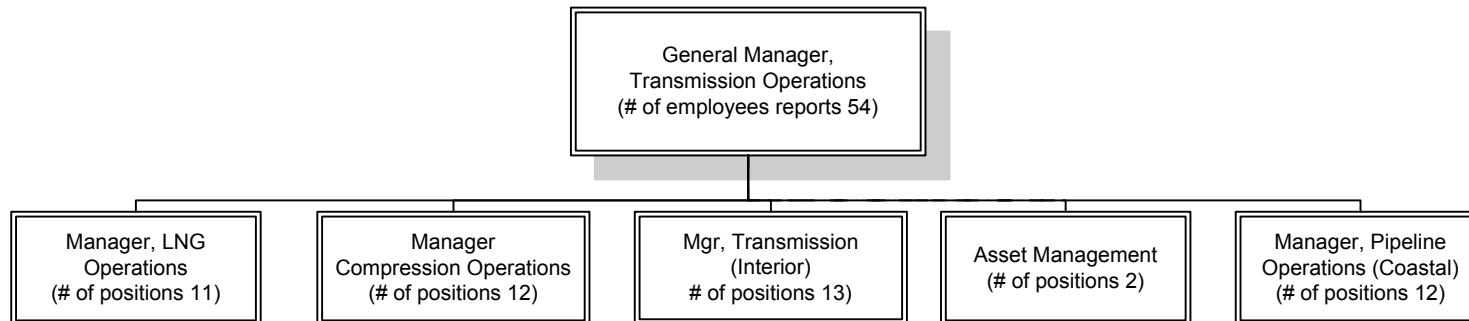 General Manager,
Transmission Operations
(# of employees reports 54)
Manager, LNG
Operations
(# of positions 11)
Manager
Compression Operations
(# of positions 12)
Mgr, Transmission
(Interior)
# of positions 13)
Asset Management
(# of positions 2)
Manager, Pipeline
Operations (Coastal)
(# of positions 12)